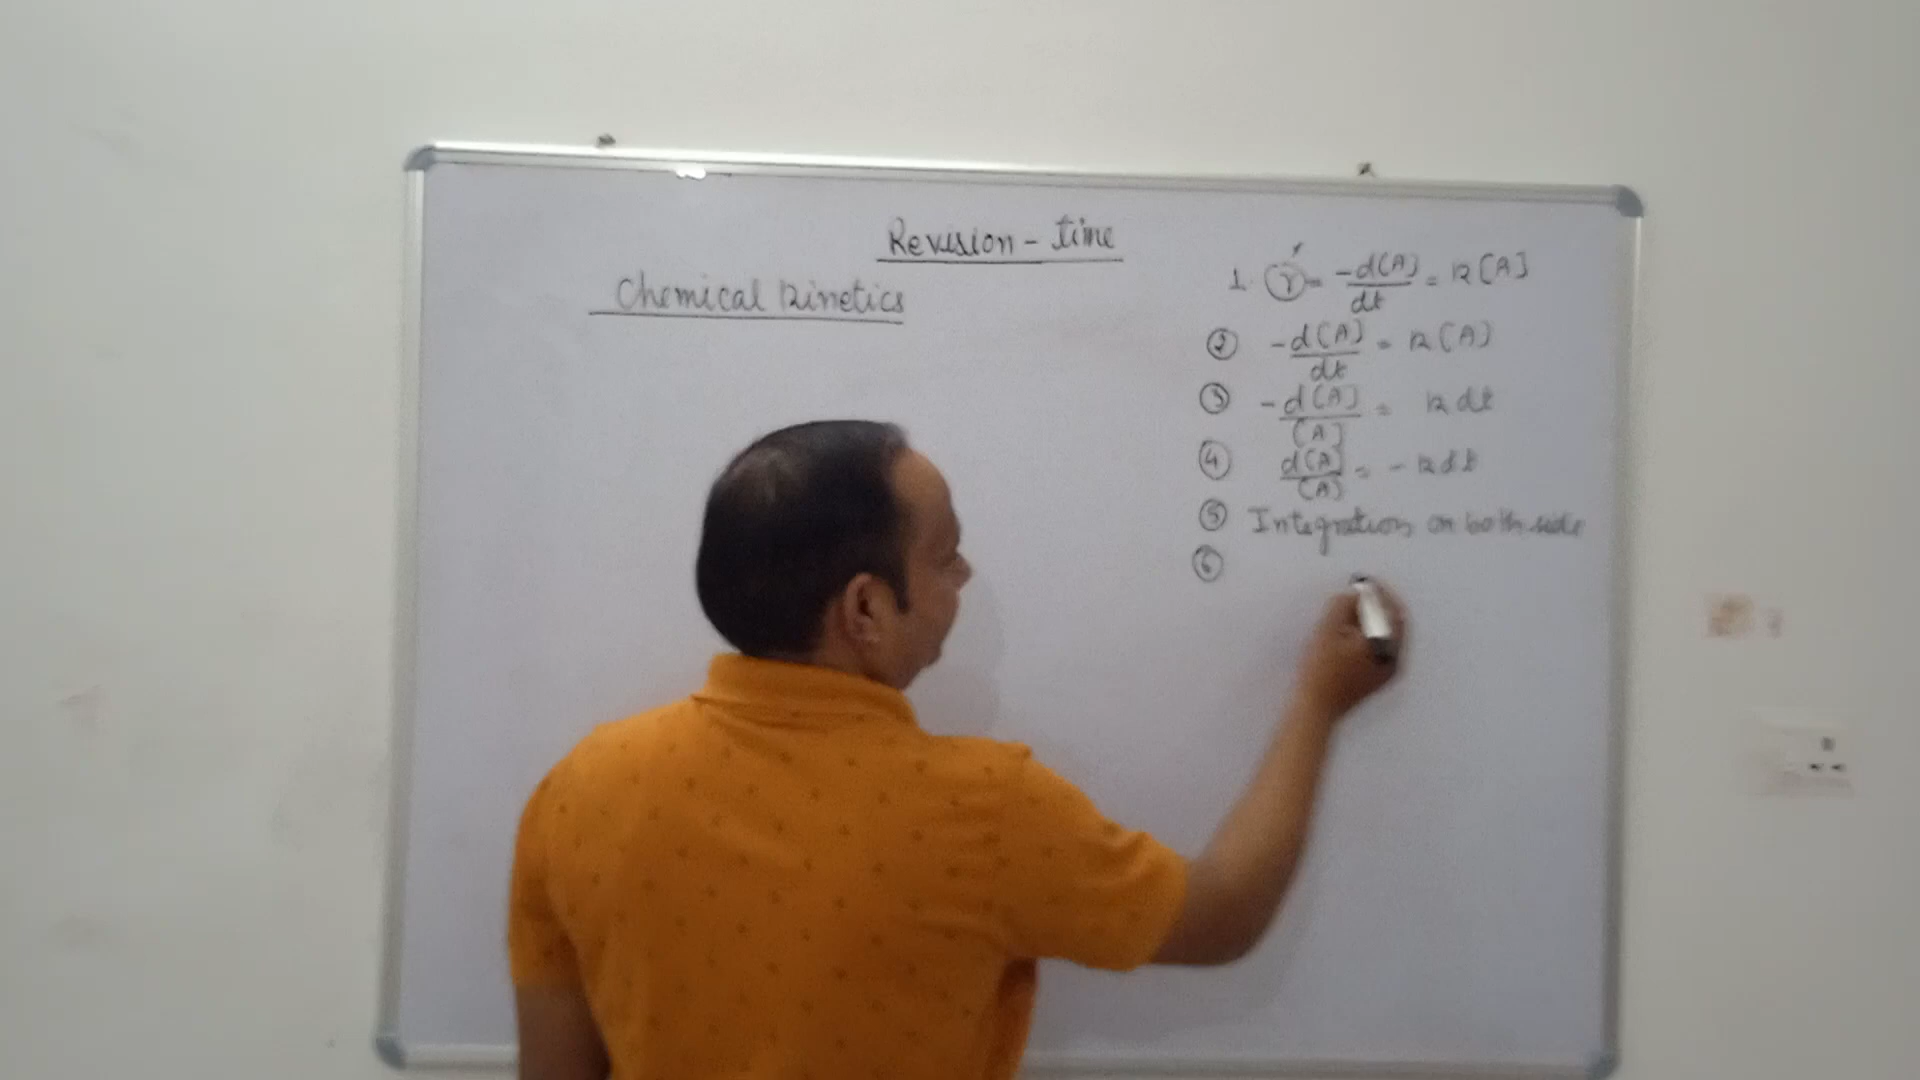 Revision - time
Chemical kinetics
1. r = -d[A]/dt = k[A]
② -d[A]/dt = k[A]
③ -d[A]/[A] = k dt
④ d[A]/[A] = - k dt
⑤ Integration on both side
⑥